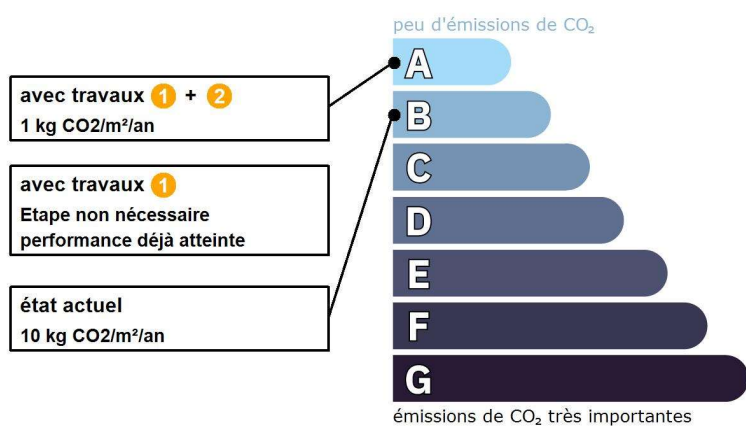 peu d'émissions de CO₂
A
avec travaux 1 + 2
1 kg CO2/m²/an
B
avec travaux 1
Etape non nécessaire
performance déjà atteinte
C
D
E
état actuel
10 kg CO2/m²/an
F
G
émissions de CO₂ très importantes